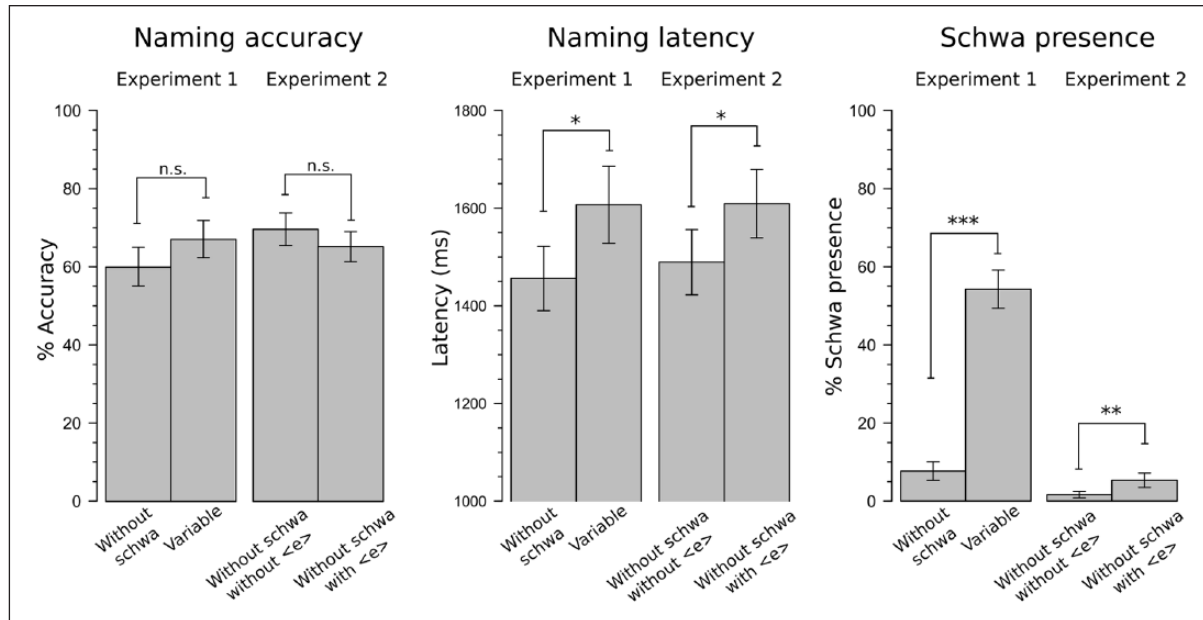 Naming accuracy
Experiment 1 Experiment 2
% Accuracy
100
80
60
40
20
0
n.s.
n.s.
Without
schwa
Variable
Without schwa
without <e>
Without schwa
with <e>
Naming latency
Experiment 1 Experiment 2
Latency (ms)
1800
1600
1400
1200
1000
*
*
Without
schwa
Variable
Without schwa
without <e>
Without schwa
with <e>
Schwa presence
Experiment 1 Experiment 2
% Schwa presence
100
80
60
40
20
0
***
**
Without
schwa
Variable
Without schwa
without <e>
Without schwa
with <e>